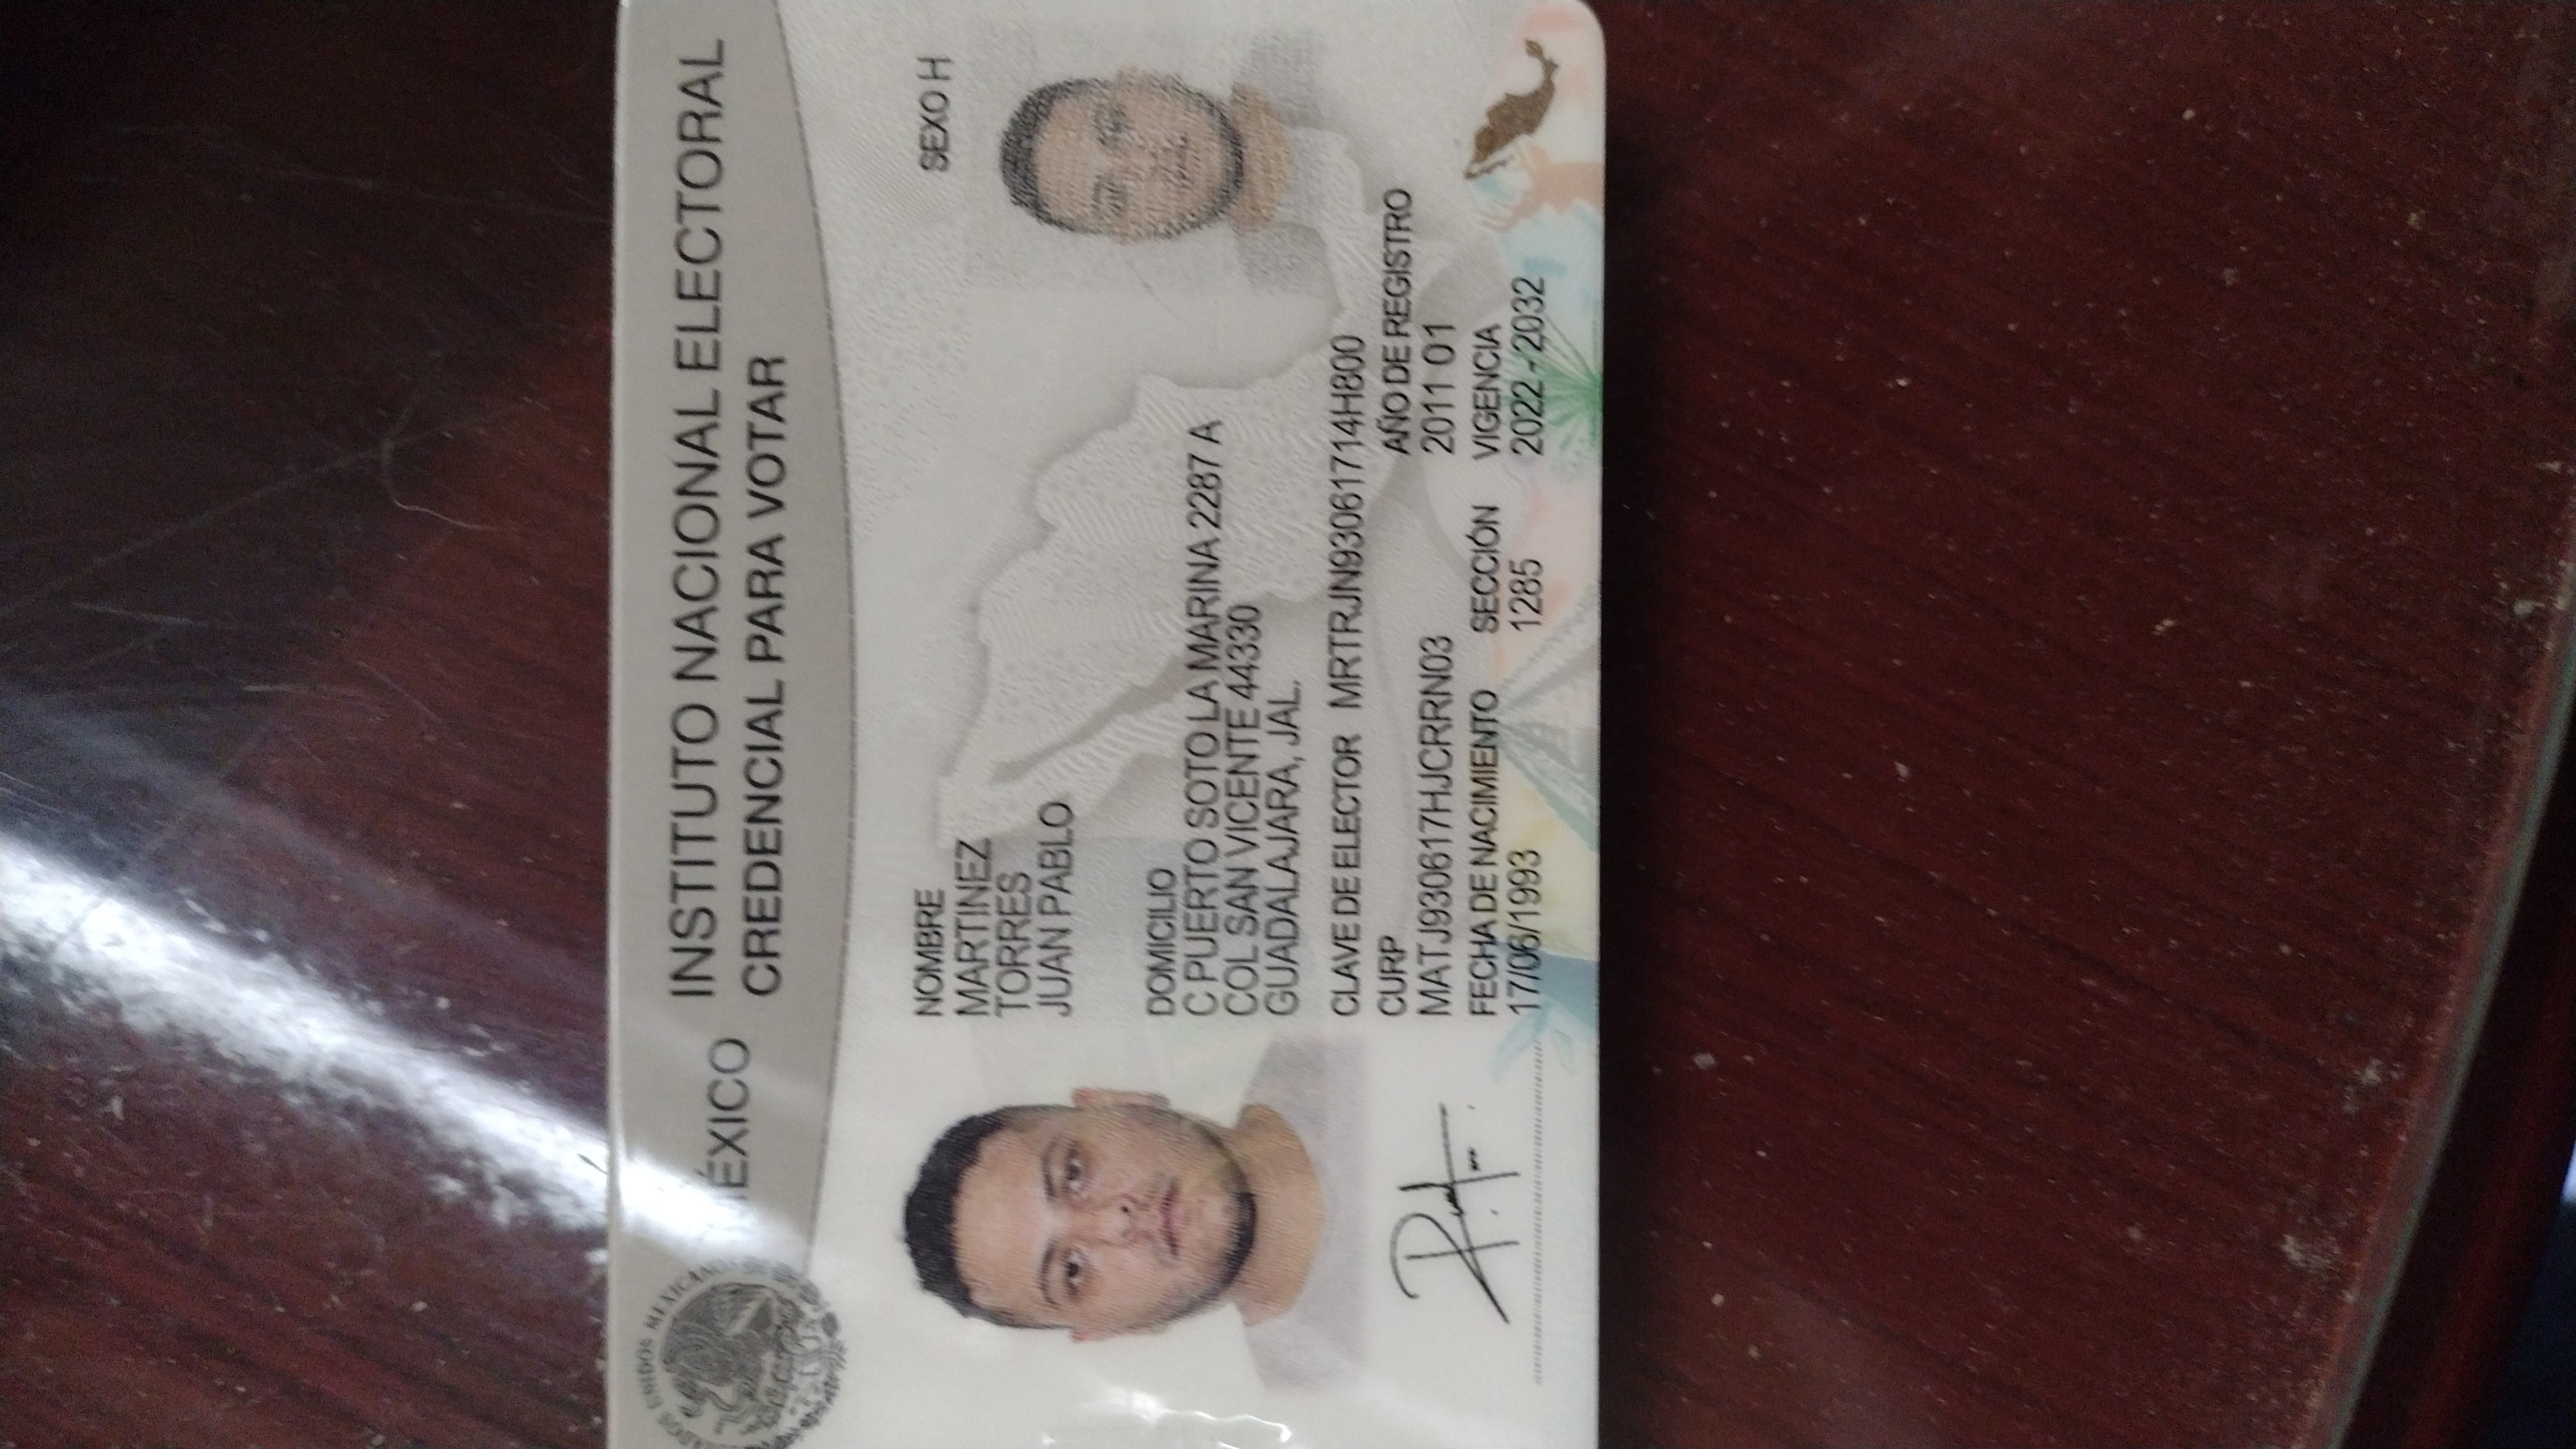 ESTADOS UNIDOS MEXICANOS
MÉXICO
INSTITUTO NACIONAL ELECTORAL
CREDENCIAL PARA VOTAR
NOMBRE
MARTINEZ
TORRES
JUAN PABLO
SEXO H
DOMICILIO
C PUERTO SOTO LA MARINA 2287 A
COL SAN VICENTE 44330
GUADALAJARA, JAL.
CLAVE DE ELECTOR MRTRJN93061714H800
CURP
MATJ930617HJCRRN03
AÑO DE REGISTRO
2011 01
FECHA DE NACIMIENTO
17/06/1993
SECCIÓN
1285
VIGENCIA
2022 - 2032